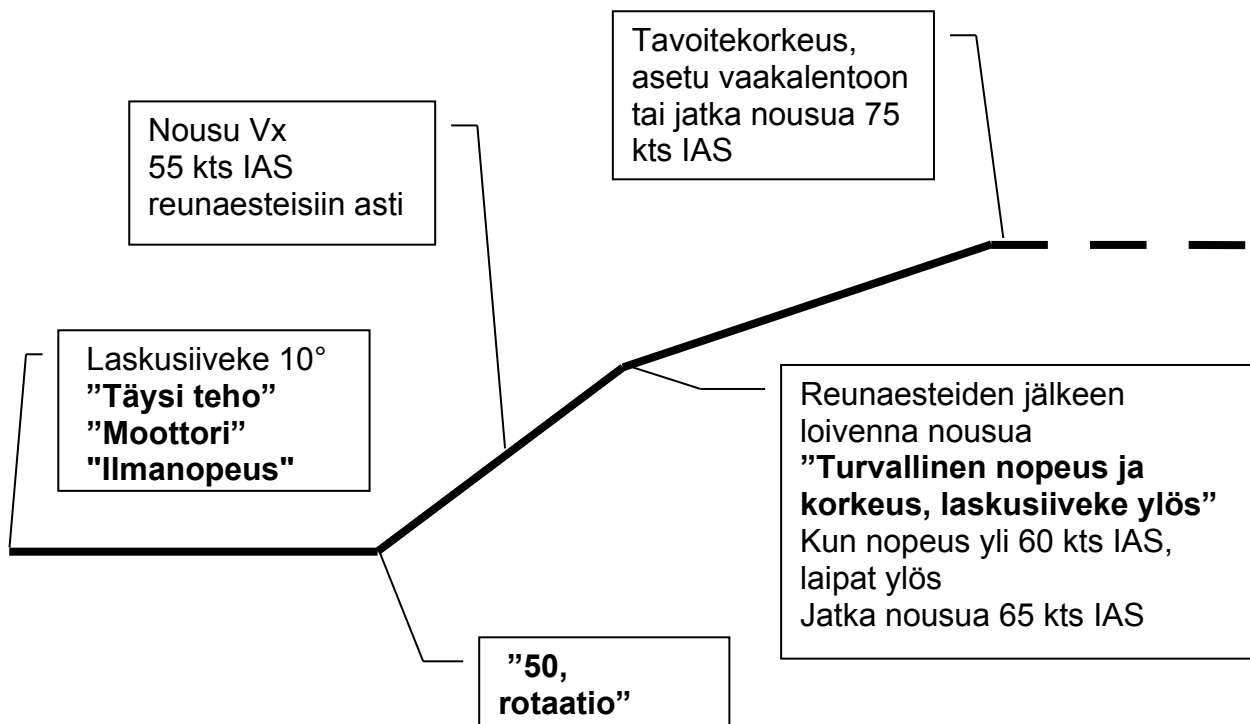 Tavoitekorkeus,
asetu vaakalentoon
tai jatka nousua 75
kts IAS
Nousu Vx
55 kts IAS
reunaesteisiin asti
Laskusiiveke 10°
”Täysi teho”
”Moottori”
"Ilmanopeus"
Reunaesteiden jälkeen
loivenna nousua
”Turvallinen nopeus ja
korkeus, laskusiiveke ylös”
Kun nopeus yli 60 kts IAS,
laipat ylös
Jatka nousua 65 kts IAS
”50,
rotaatio”